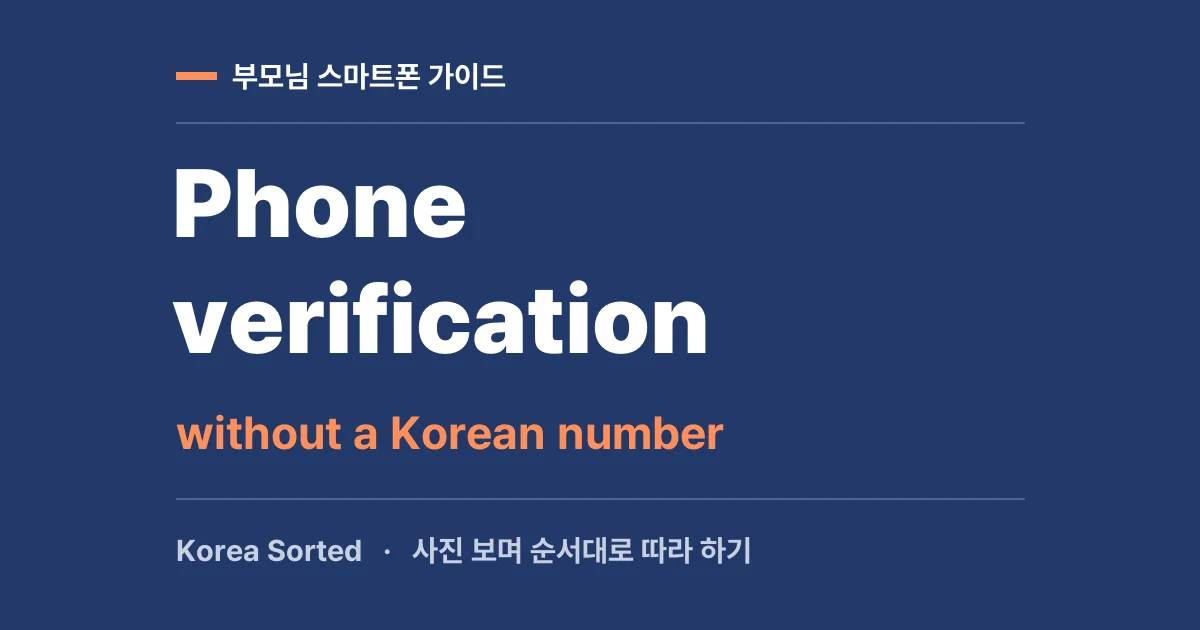 부모님 스마트폰 가이드
Phone
verification
without a Korean number
Korea Sorted · 사진 보며 순서대로 따라 하기